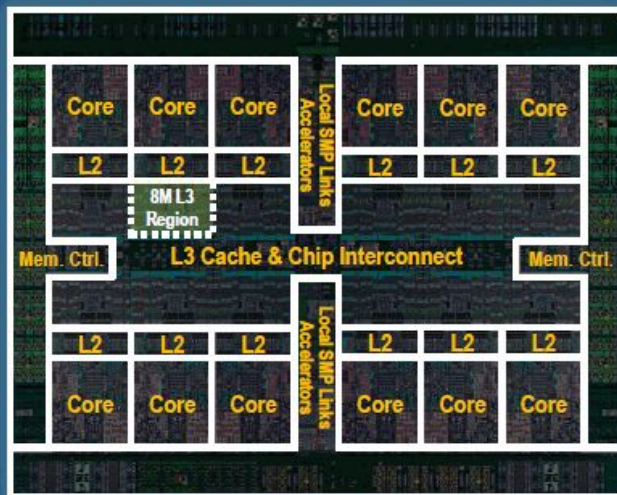 Core Core Core
Local SMP Links
Accelerators
Core Core Core
L2 L2 L2
L2 L2 L2
8M L3
Region
Mem. Ctrl.
L3 Cache & Chip Interconnect
Mem. Ctrl.
L2 L2 L2
Local SMP Links
Accelerators
L2 L2 L2
Core Core Core
Core Core Core